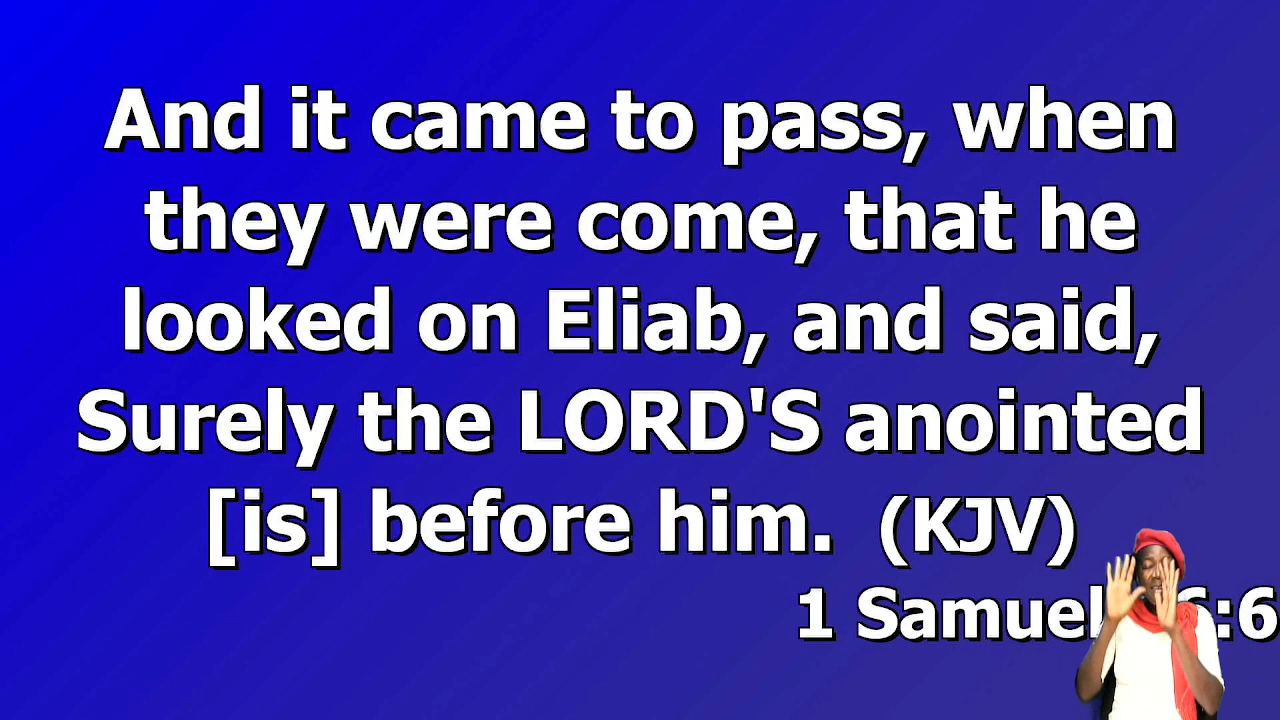 And it came to pass, when
they were come, that he
looked on Eliab, and said,
Surely the LORD'S anointed
[is] before him. (KJV)
1 Samuel 6:6